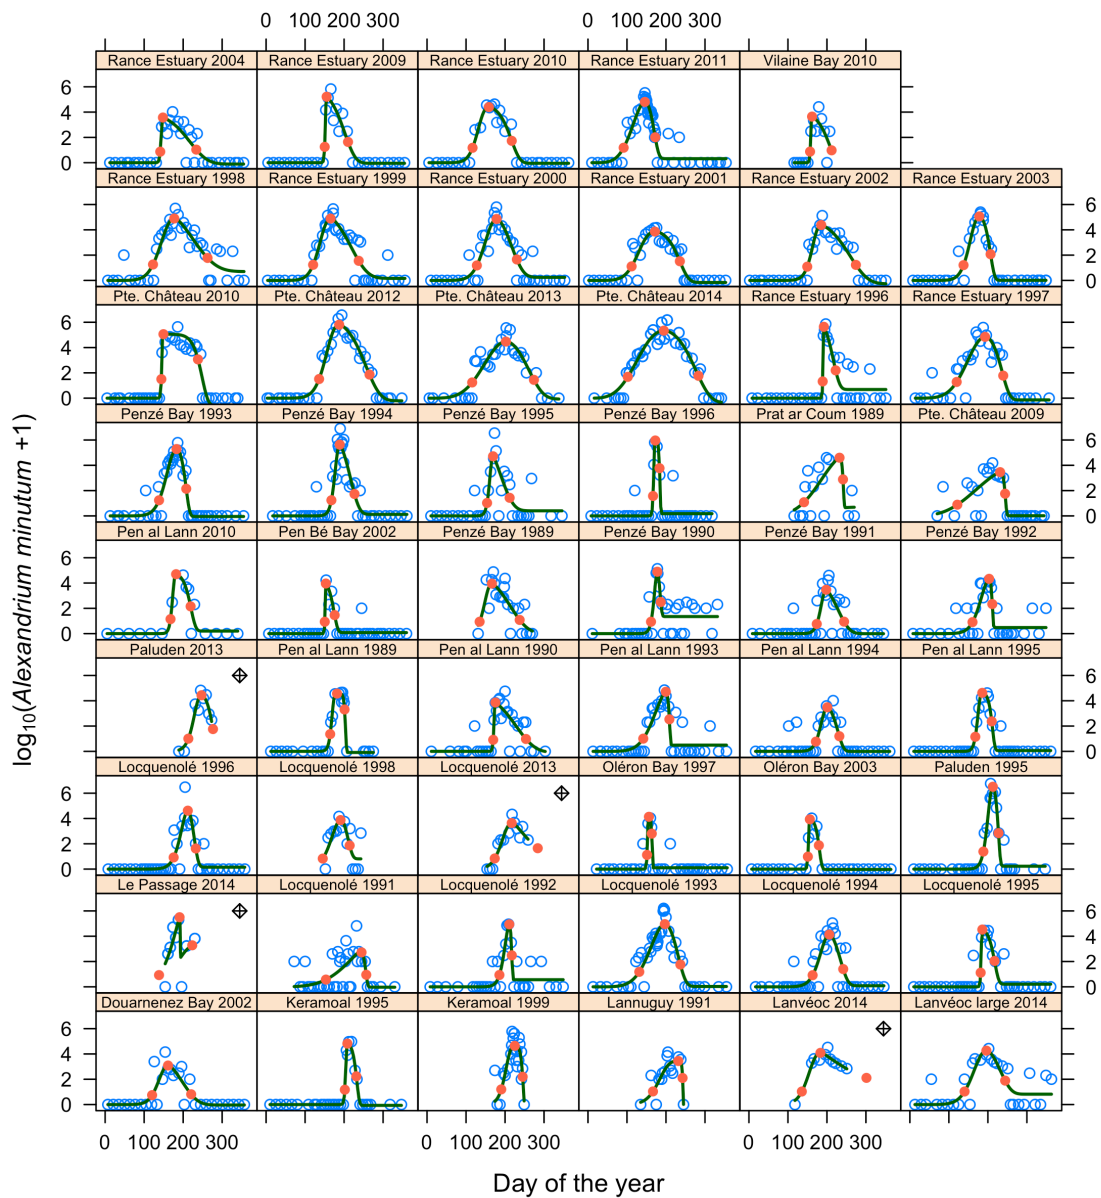 0 100 200 300 0 100 200 300
Rance Estuary 2004 Rance Estuary 2009 Rance Estuary 2010 Rance Estuary 2011 Vilaine Bay 2010
6
4
2
0
Rance Estuary 1998 Rance Estuary 1999 Rance Estuary 2000 Rance Estuary 2001 Rance Estuary 2002 Rance Estuary 2003
6
4
2
0
Pte. Château 2010 Pte. Château 2012 Pte. Château 2013 Pte. Château 2014 Rance Estuary 1996 Rance Estuary 1997
6
4
2
0
Penzé Bay 1993 Penzé Bay 1994 Penzé Bay 1995 Penzé Bay 1996 Prat ar Coum 1989 Pte. Château 2009
6
4
2
0
Pen al Lann 2010 Pen Bé Bay 2002 Penzé Bay 1989 Penzé Bay 1990 Penzé Bay 1991 Penzé Bay 1992
6
4
2
0
Paluden 2013 Pen al Lann 1989 Pen al Lann 1990 Pen al Lann 1993 Pen al Lann 1994 Pen al Lann 1995
6
4
2
0
Locquenolé 1996 Locquenolé 1998 Locquenolé 2013 Oléron Bay 1997 Oléron Bay 2003 Paluden 1995
6
4
2
0
Le Passage 2014 Locquenolé 1991 Locquenolé 1992 Locquenolé 1993 Locquenolé 1994 Locquenolé 1995
6
4
2
0
Douarnenez Bay 2002 Keramoal 1995 Keramoal 1999 Lannuguy 1991 Lanvéoc 2014 Lanvéoc large 2014
6
4
2
0
0 100 200 300 0 100 200 300 0 100 200 300
Day of the year
log10(Alexandrium minutum +1)